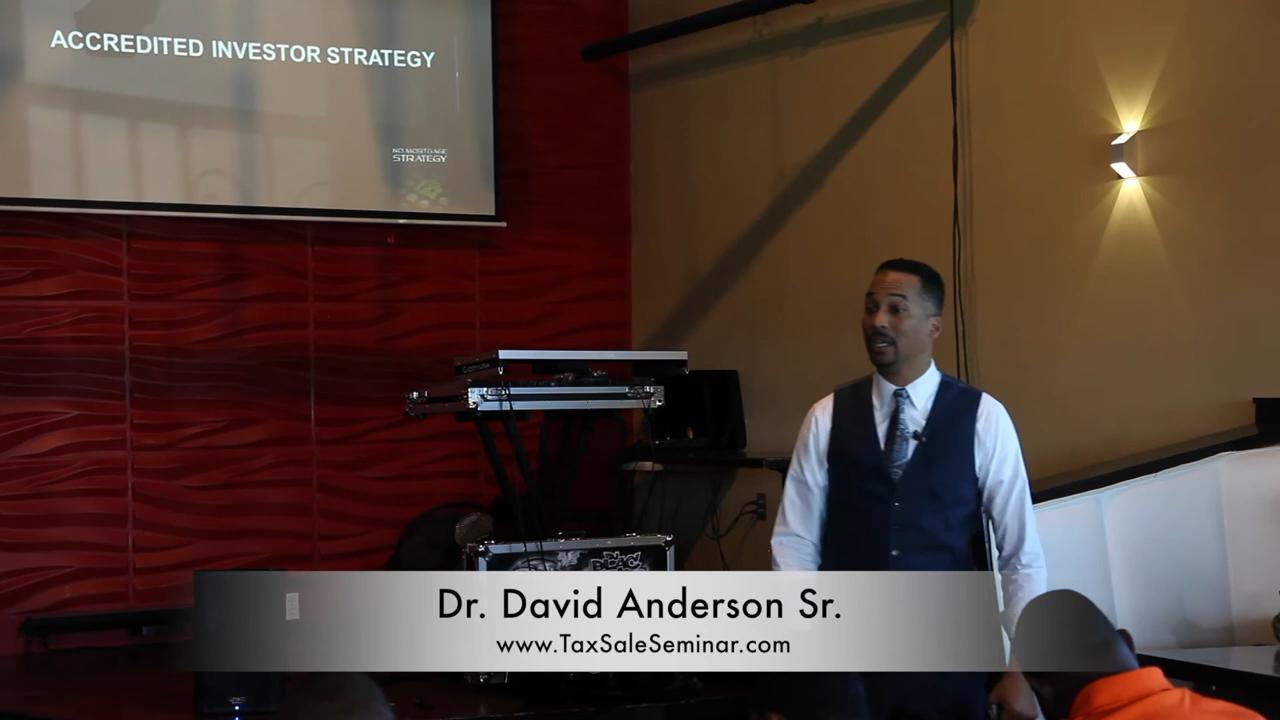 ACCREDITED INVESTOR STRATEGY
NO MORTGAGE
STRATEGY
Dr. David Anderson Sr.
www.TaxSaleSeminar.com